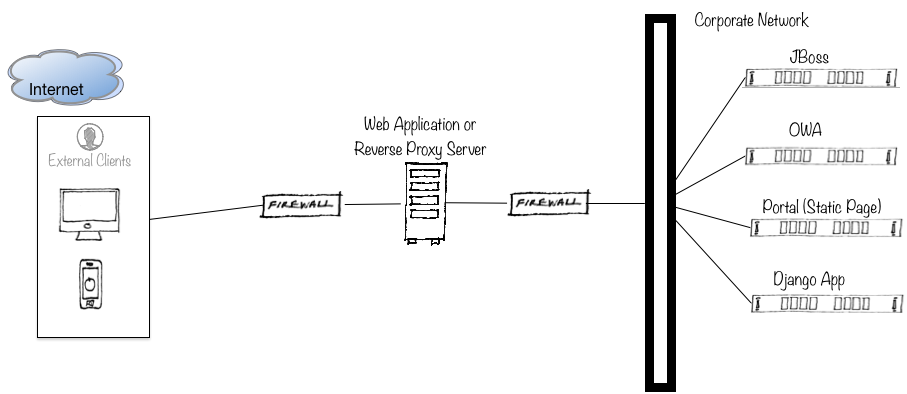 Corporate Network
JBoss
Internet
Web Application or
Reverse Proxy Server
OWA
External Clients
FIREWALL
FIREWALL
Portal (Static Page)
Django App